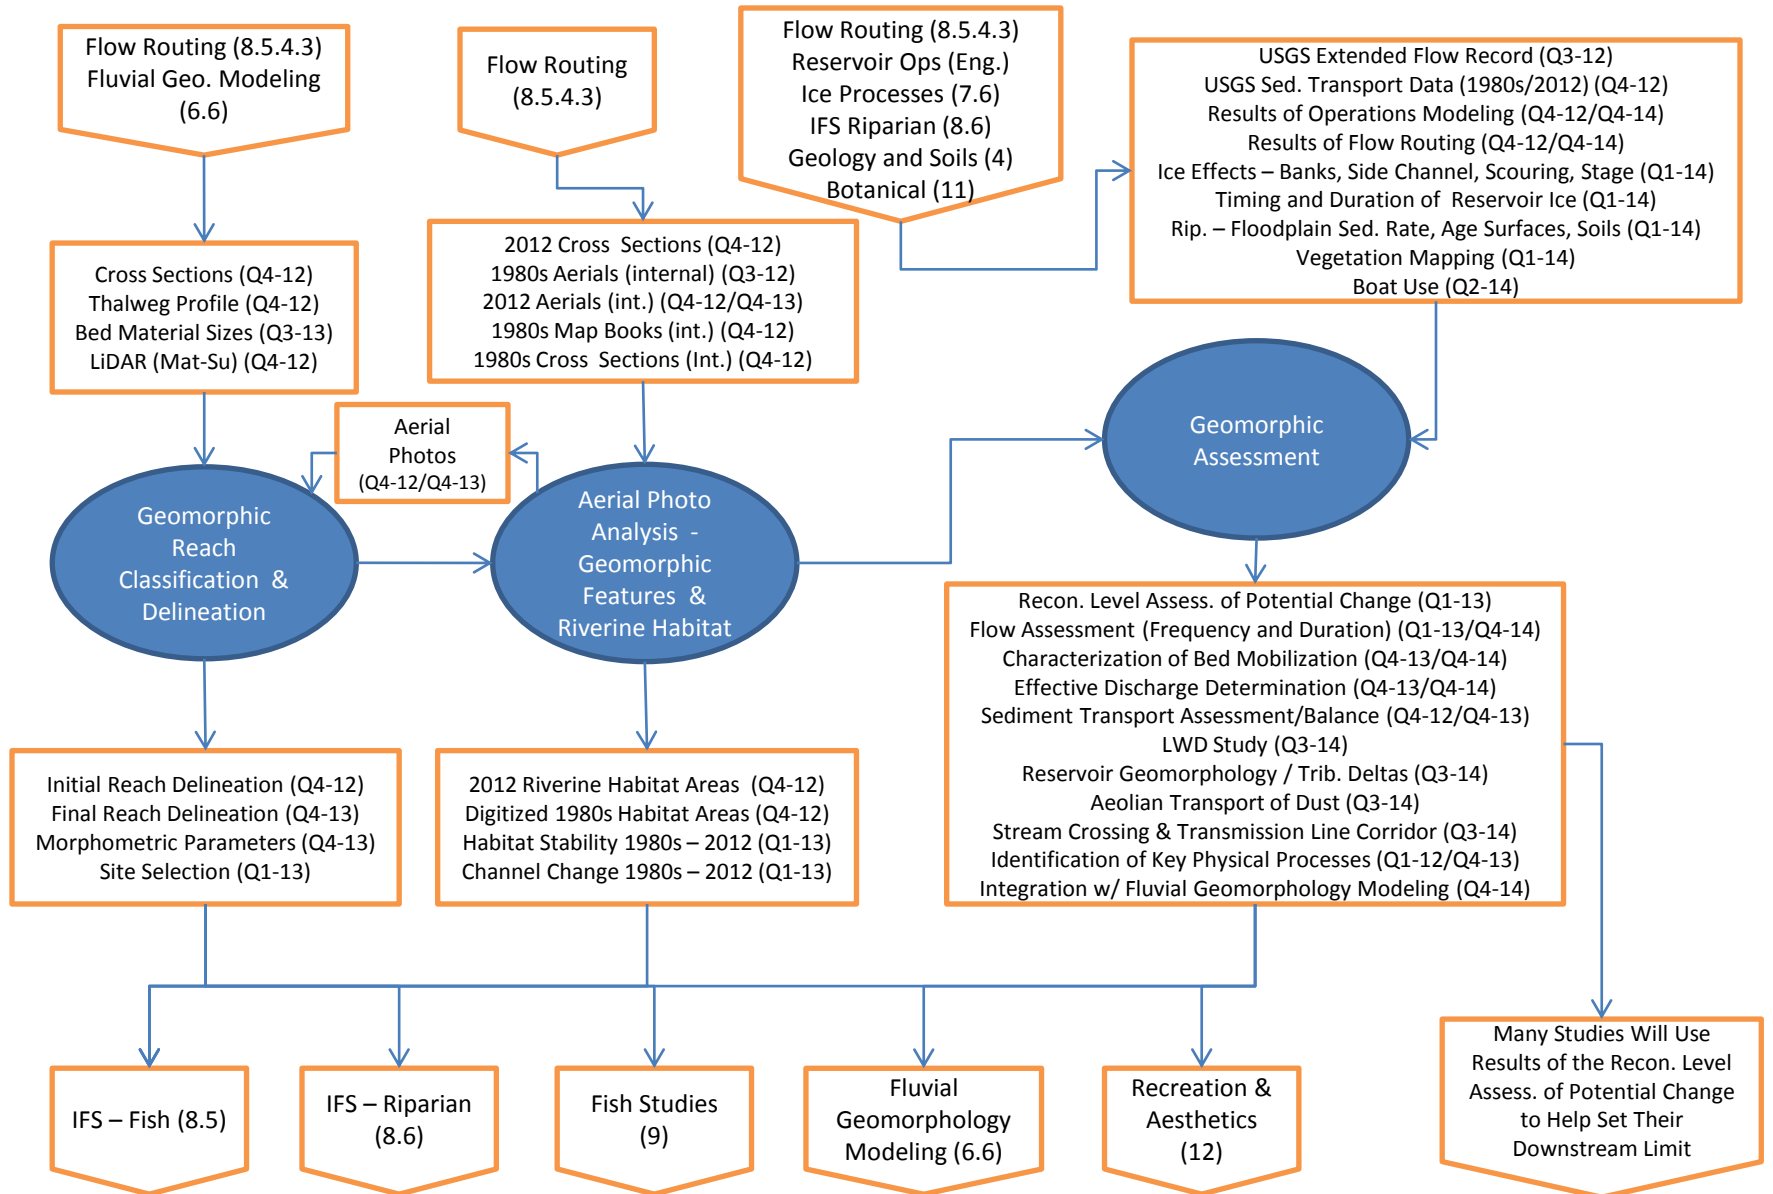 Flow Routing (8.5.4.3)
Fluvial Geo. Modeling
(6.6)
Flow Routing
(8.5.4.3)
Flow Routing (8.5.4.3)
Reservoir Ops (Eng.)
Ice Processes (7.6)
IFS Riparian (8.6)
Geology and Soils (4)
Botanical (11)
USGS Extended Flow Record (Q3-12)
USGS Sed. Transport Data (1980s/2012) (Q4-12)
Results of Operations Modeling (Q4-12/Q4-14)
Results of Flow Routing (Q4-12/Q4-14)
Ice Effects – Banks, Side Channel, Scouring, Stage (Q1-14)
Timing and Duration of Reservoir Ice (Q1-14)
Rip. – Floodplain Sed. Rate, Age Surfaces, Soils (Q1-14)
Vegetation Mapping (Q1-14)
Boat Use (Q2-14)
Cross Sections (Q4-12)
Thalweg Profile (Q4-12)
Bed Material Sizes (Q3-13)
LiDAR (Mat-Su) (Q4-12)
2012 Cross Sections (Q4-12)
1980s Aerials (internal) (Q3-12)
2012 Aerials (int.) (Q4-12/Q4-13)
1980s Map Books (int.) (Q4-12)
1980s Cross Sections (Int.) (Q4-12)
Aerial
Photos
(Q4-12/Q4-13)
Geomorphic
Reach
Classification &
Delineation
Aerial Photo
Analysis -
Geomorphic
Features &
Riverine Habitat
Geomorphic
Assessment
Initial Reach Delineation (Q4-12)
Final Reach Delineation (Q4-13)
Morphometric Parameters (Q4-13)
Site Selection (Q1-13)
2012 Riverine Habitat Areas (Q4-12)
Digitized 1980s Habitat Areas (Q4-12)
Habitat Stability 1980s – 2012 (Q1-13)
Channel Change 1980s – 2012 (Q1-13)
Recon. Level Assess. of Potential Change (Q1-13)
Flow Assessment (Frequency and Duration) (Q1-13/Q4-14)
Characterization of Bed Mobilization (Q4-13/Q4-14)
Effective Discharge Determination (Q4-13/Q4-14)
Sediment Transport Assessment/Balance (Q4-12/Q4-13)
LWD Study (Q3-14)
Reservoir Geomorphology / Trib. Deltas (Q3-14)
Aeolian Transport of Dust (Q3-14)
Stream Crossing & Transmission Line Corridor (Q3-14)
Identification of Key Physical Processes (Q1-12/Q4-13)
Integration w/ Fluvial Geomorphology Modeling (Q4-14)
IFS – Fish (8.5)
IFS – Riparian
(8.6)
Fish Studies
(9)
Fluvial
Geomorphology
Modeling (6.6)
Recreation &
Aesthetics
(12)
Many Studies Will Use
Results of the Recon. Level
Assess. of Potential Change
to Help Set Their
Downstream Limit